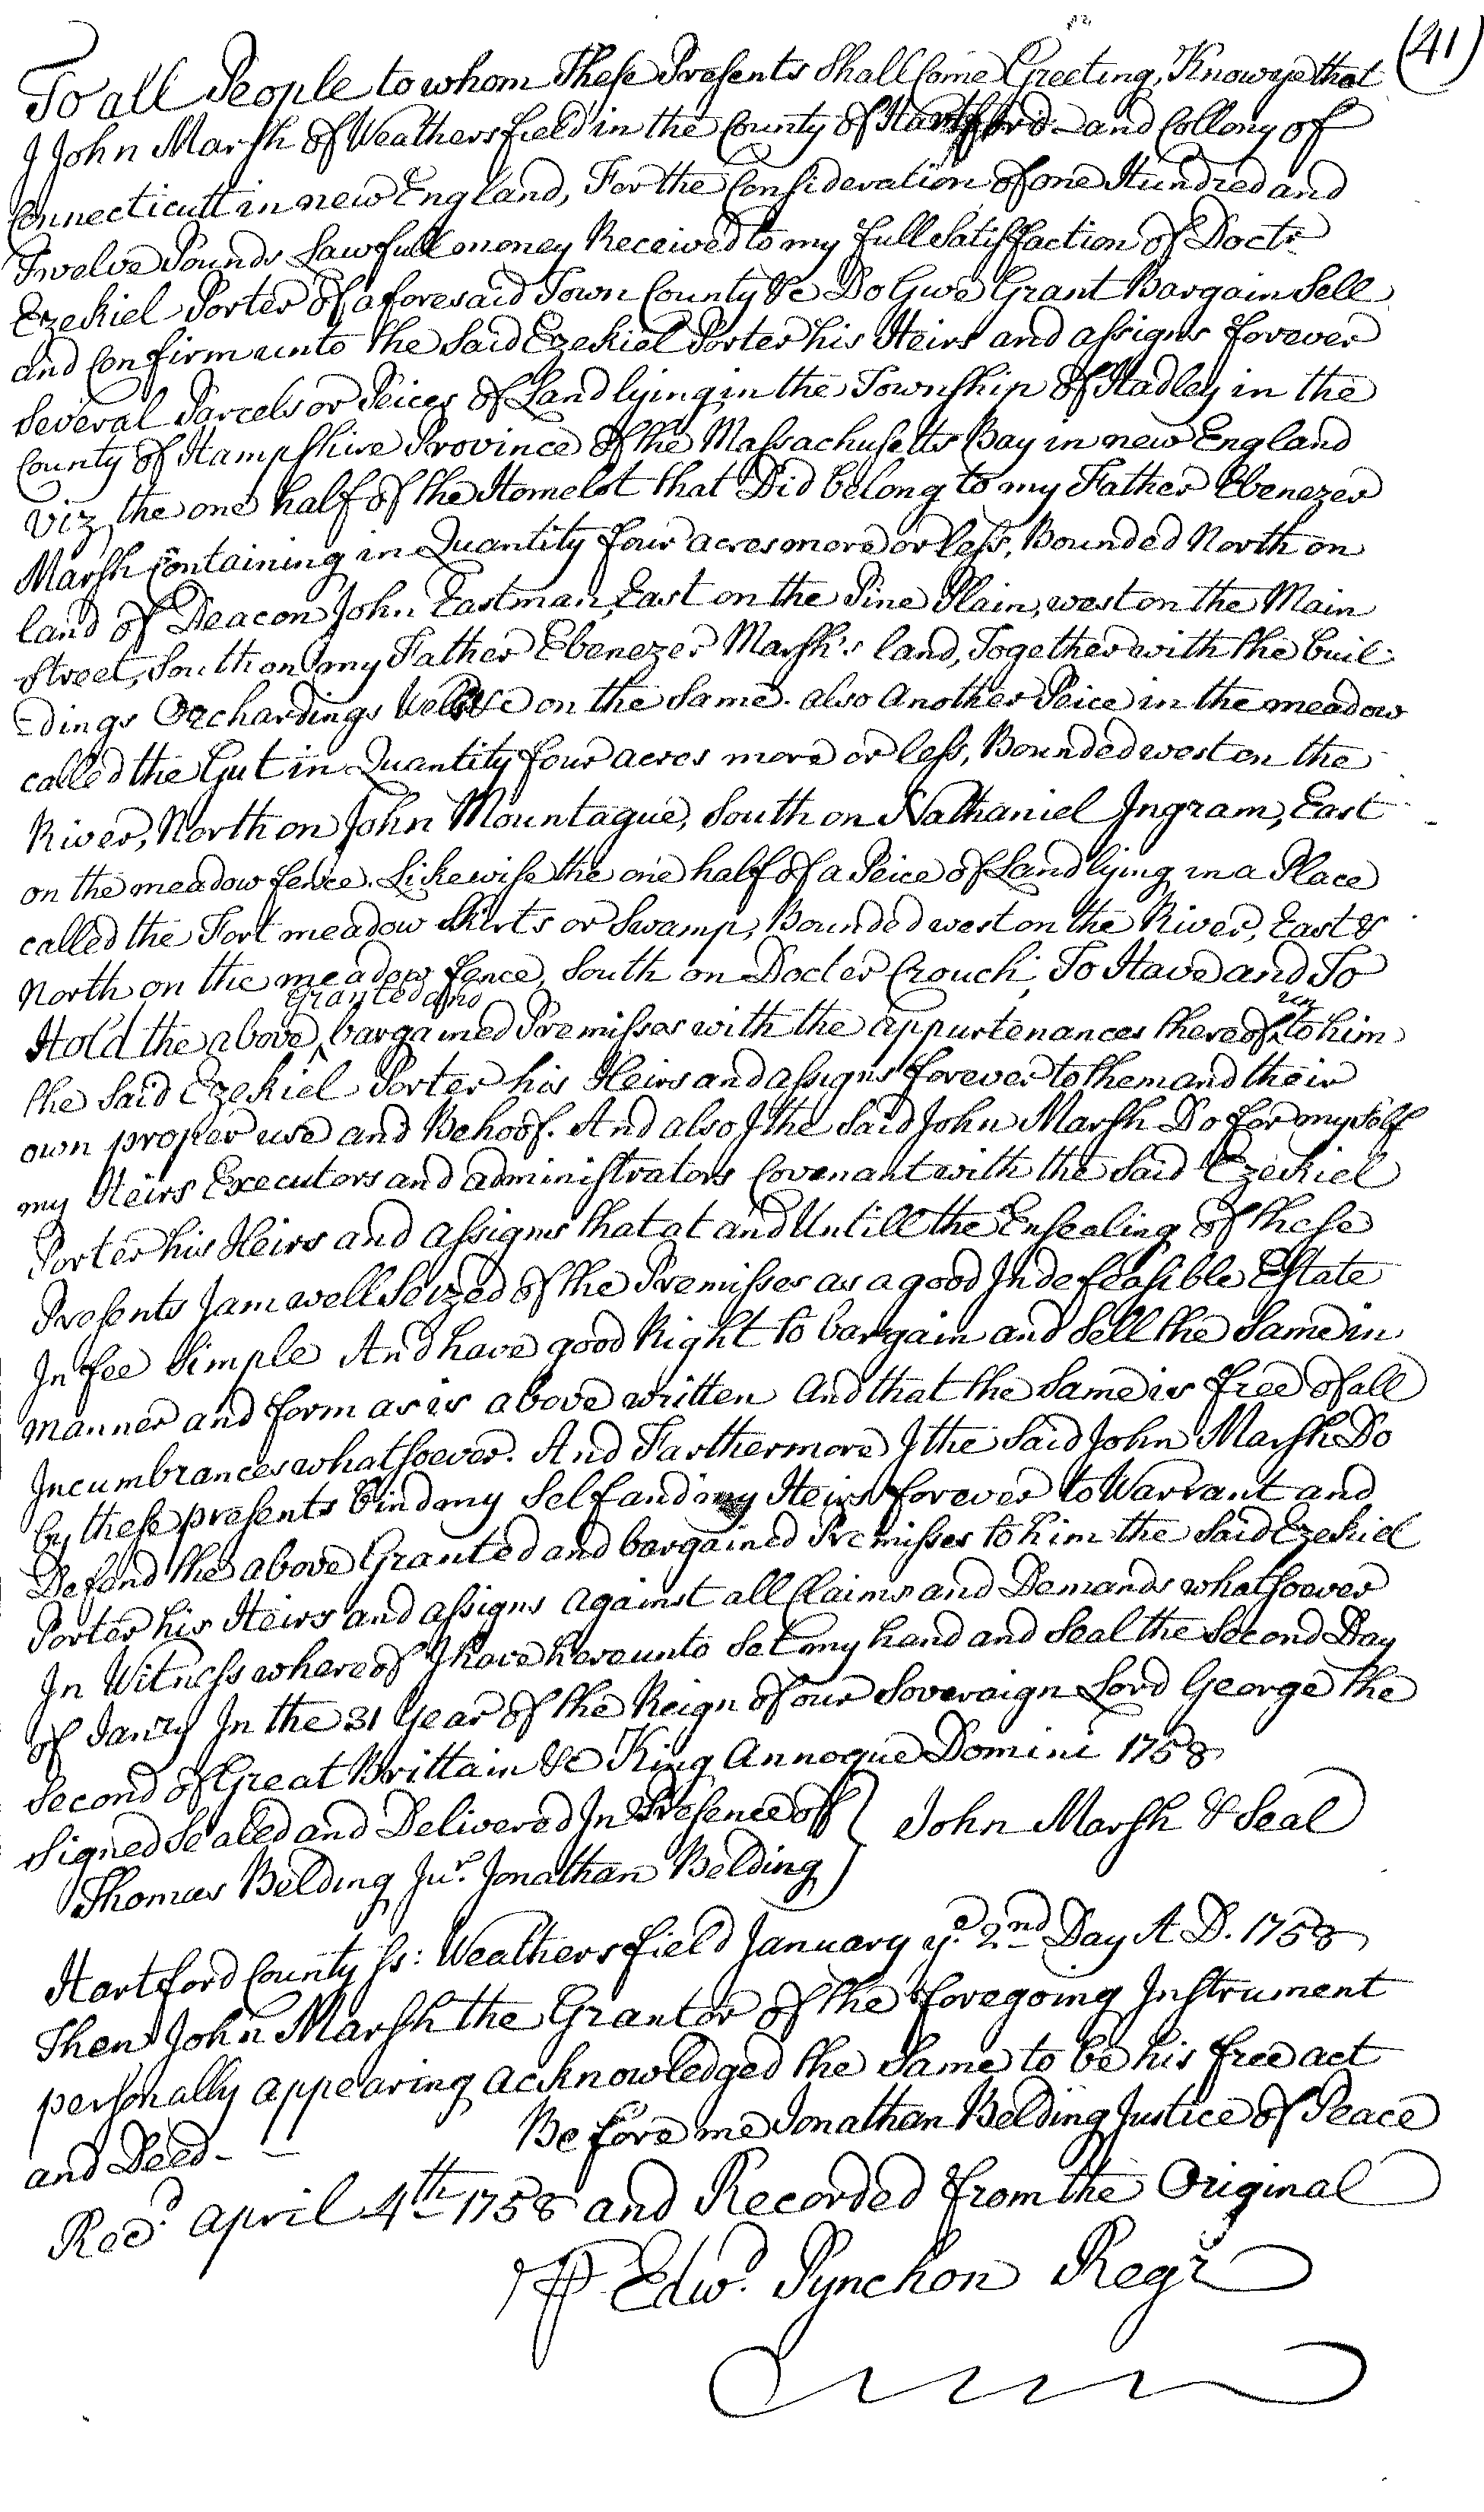 (41)
To all People to whom These Presents Shall Come Greeting, Know ye that
I John Marsh of Weathersfield in the County of Hartford - and Collony of
Connecticutt in new England, For the Consideration of one Hundred and
Twelve Pounds Lawfull money Received to my full Satisfaction of Doctr.
Ezekiel Porter of aforesaid Town County &c Do Give Grant Bargain Sell
and Confirm unto the Said Ezekiel Porter his Heirs and assigns forever
Several Parcels or Peices of Land lying in the Township of Hadley in the
County of Hampshire Province of the Massachusetts Bay in new England
Viz the one half of the Homelot that Did belong to my Father Ebenezer
Marsh Containing in Quantity four acres more or less, Bounded North on
land of Deacon John Eastman, East on the Pine Plain, west on the Main
Street, South on my Father Ebenezer Marsh's land, Together with the buil-
-dings Orchardings Well &c on the Same. also Another Peice in the meadow
called the Gut in Quantity four acres more or less, Bounded west on the
River, North on John Mountague, South on Nathaniel Ingram, East
on the meadow fence. Likewise the one half of a Peice of Land lying in a Place
called the Fort meadow Skirts or Swamp, Bounded west on the River, East &
North on the meadow fence, South on Docter Crouch, To Have and To
Hold the above granted and bargained Premisses with the appurtenances thereof to him
the Said Ezekiel Porter his Heirs and assigns forever to them and their
own proper use and Behoof. And also I the Said John Marsh Do for my Self
my Heirs Executors and administrators Covenant with the Said Ezekiel
Porter his Heirs and assigns that at and Untill the Ensealing of these
Presents I am well Seized of the Premisses as a good Indefeasible Estate
In fee Simple And have good Right to bargain and Sell the Same in
manner and form as is above written And that the Same is free of all
Incumbrances whatsoever. And Farthermore I the Said John Marsh Do
by these presents bind my Self and my Heirs forever to Warrant and
Defend the above Granted and bargained Premisses to him the Said Ezekiel
Porter his Heirs and assigns against all Claims and Demands whatsoever
In Witness whereof I have hereunto Set my hand and Seal the Second Day
of Janry In the 31 Year of the Reign of our Soveraign Lord George the
Second of Great Brittain &c King Annoque Domini 1758
Signed Sealed and Delivered In Presence off } John Marsh & Seal
Thomas Belding Jur. Jonathan Belding
Hartford County ss: Weathersfield January ye. 2nd Day A D. 1758
Then John Marsh the Grantor of the foregoing Instrument
personally appearing acknowledged the Same to be his free act
and Deed - - Before me Jonathan Belding Justice of Peace
Recd. april 4th 1758 and Recorded from the Original
P Edwd. Pynchon Regr